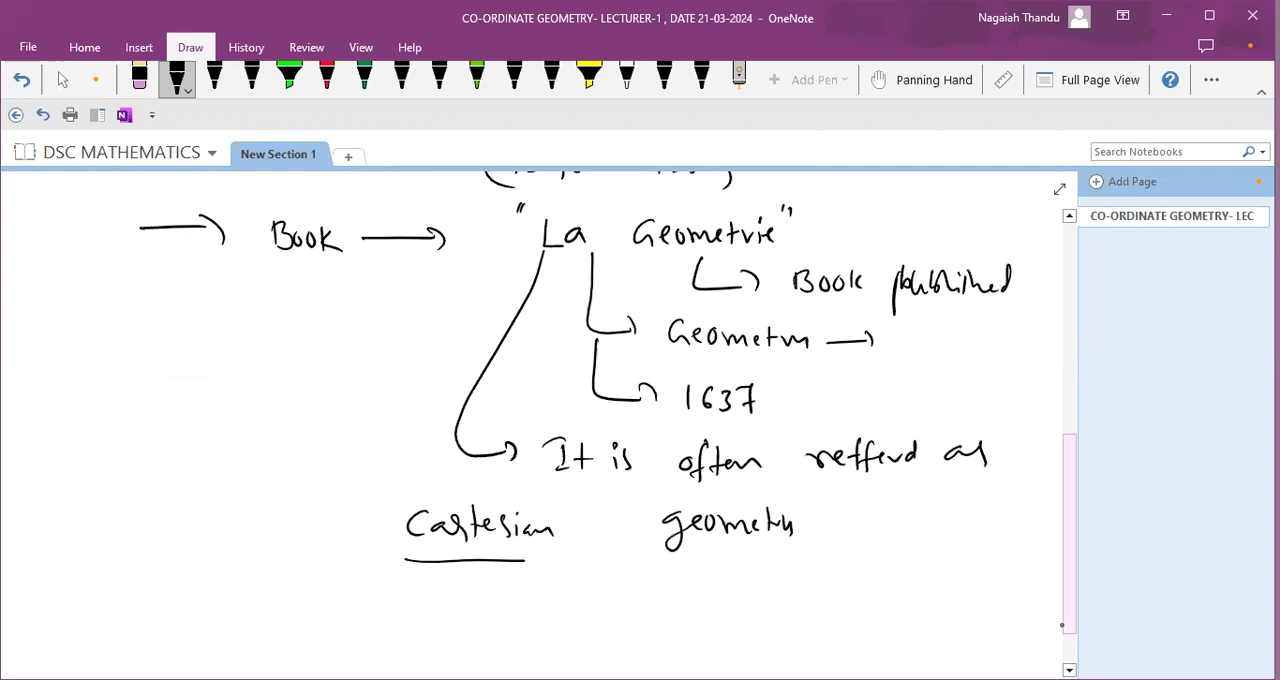 CO-ORDINATE GEOMETRY- LECTURER-1 , DATE 21-03-2024 - OneNote
Nagaiah Thandu
File Home Insert Draw History Review View Help
Add Pen Panning Hand Full Page View
DSC MATHEMATICS New Section 1 Search Notebooks
Add Page
CO-ORDINATE GEOMETRY- LEC
Book → "La Geometrie"
Book published
Geometry →
1637
It is often reffered as
Cartesian geometry